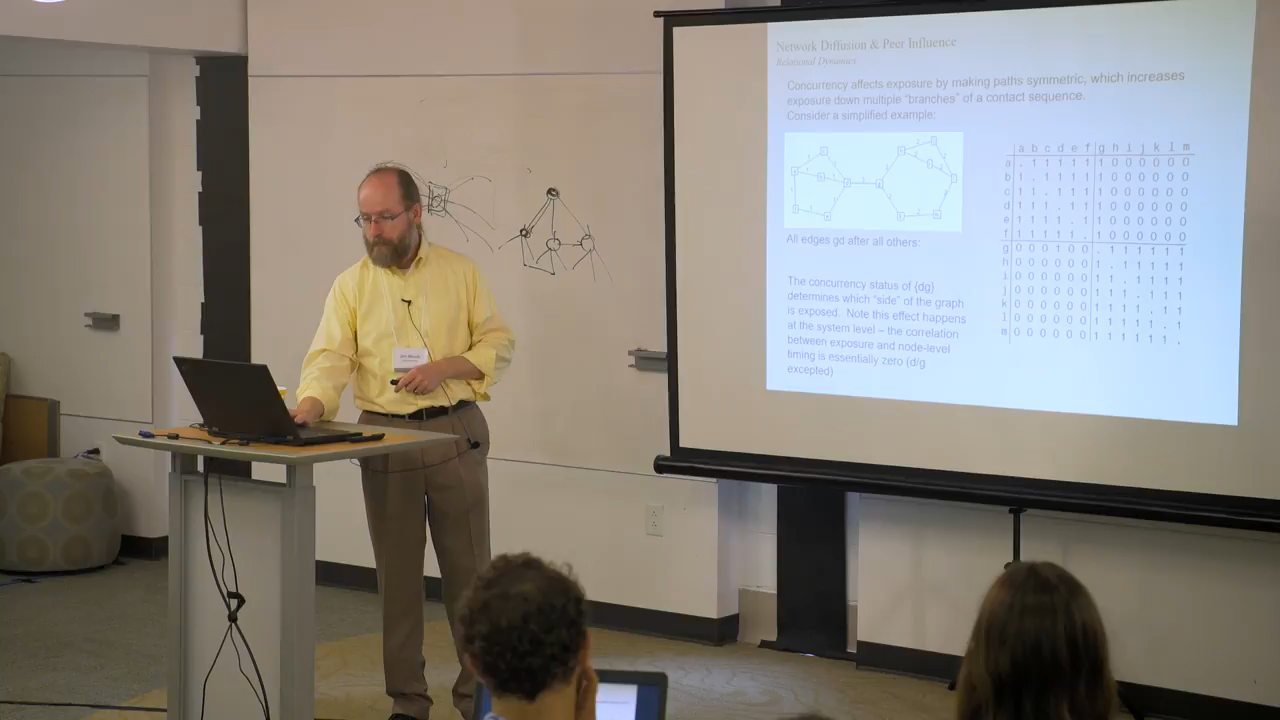 Network Diffusion & Peer Influence
Relational Dynamics
Concurrency affects exposure by making paths symmetric, which increases
exposure down multiple "branches" of a contact sequence.
Consider a simplified example:
a b c d e f g h i j k l m
a . 1 1 1 1 1 1 0 0 0 0 0 0
b 1 . 1 1 1 1 1 0 0 0 0 0 0
c 1 1 . 1 1 1 1 0 0 0 0 0 0
d 1 1 1 . 1 1 1 0 0 0 0 0 0
e 1 1 1 1 . 1 1 0 0 0 0 0 0
f 1 1 1 1 1 . 1 0 0 0 0 0 0
g 0 0 0 1 0 0 . 1 1 1 1 1 1
h 0 0 0 0 0 0 1 . 1 1 1 1 1
i 0 0 0 0 0 0 1 1 . 1 1 1 1
j 0 0 0 0 0 0 1 1 1 . 1 1 1
k 0 0 0 0 0 0 1 1 1 1 . 1 1
l 0 0 0 0 0 0 1 1 1 1 1 . 1
m 0 0 0 0 0 0 1 1 1 1 1 1 .
All edges gd after all others:
The concurrency status of {dg}
determines which "side" of the graph
is exposed. Note this effect happens
at the system level – the correlation
between exposure and node-level
timing is essentially zero (d/g
excepted)